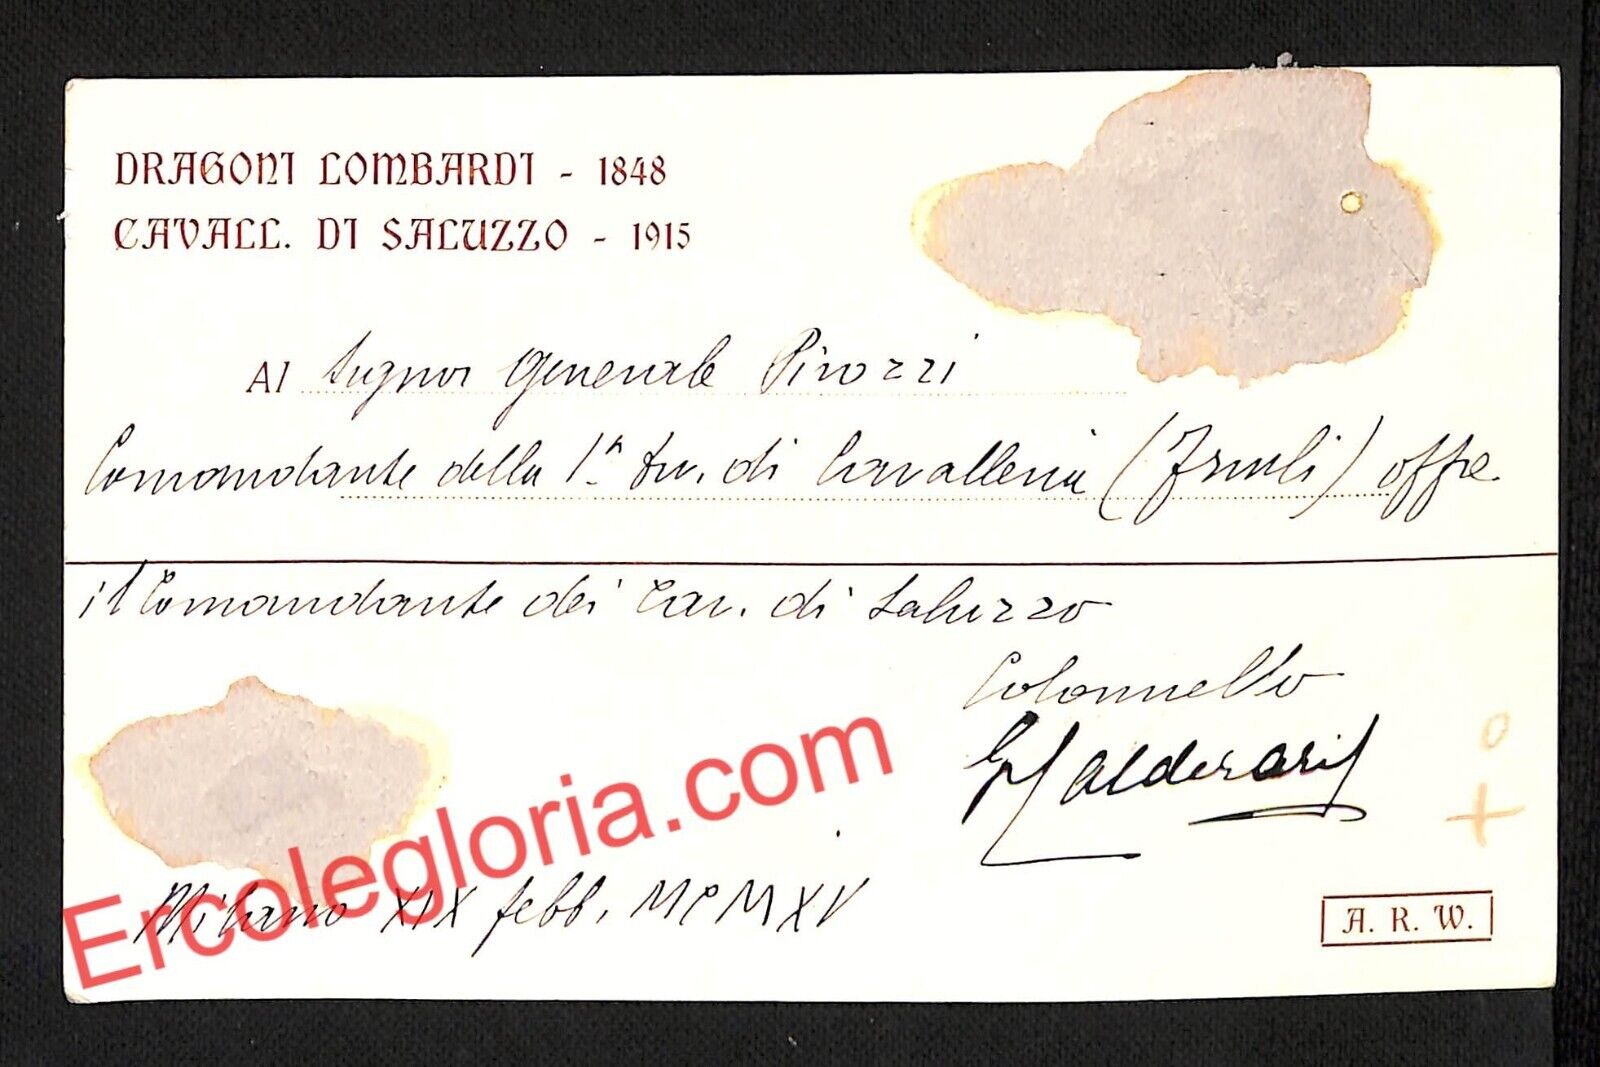 DRAGONI LOMBARDI - 1848
CAVALL. DI SALUZZO - 1915
Al Signor Generale Pirozzi
Comandante della 1ª Div. di Cavalleria (Friuli) offre
il Comandante dei Cav. di Saluzzo
Colonnello
Calderari
Milano XIX febb. MCMXV
A. R. W.
Ercolegloria.com